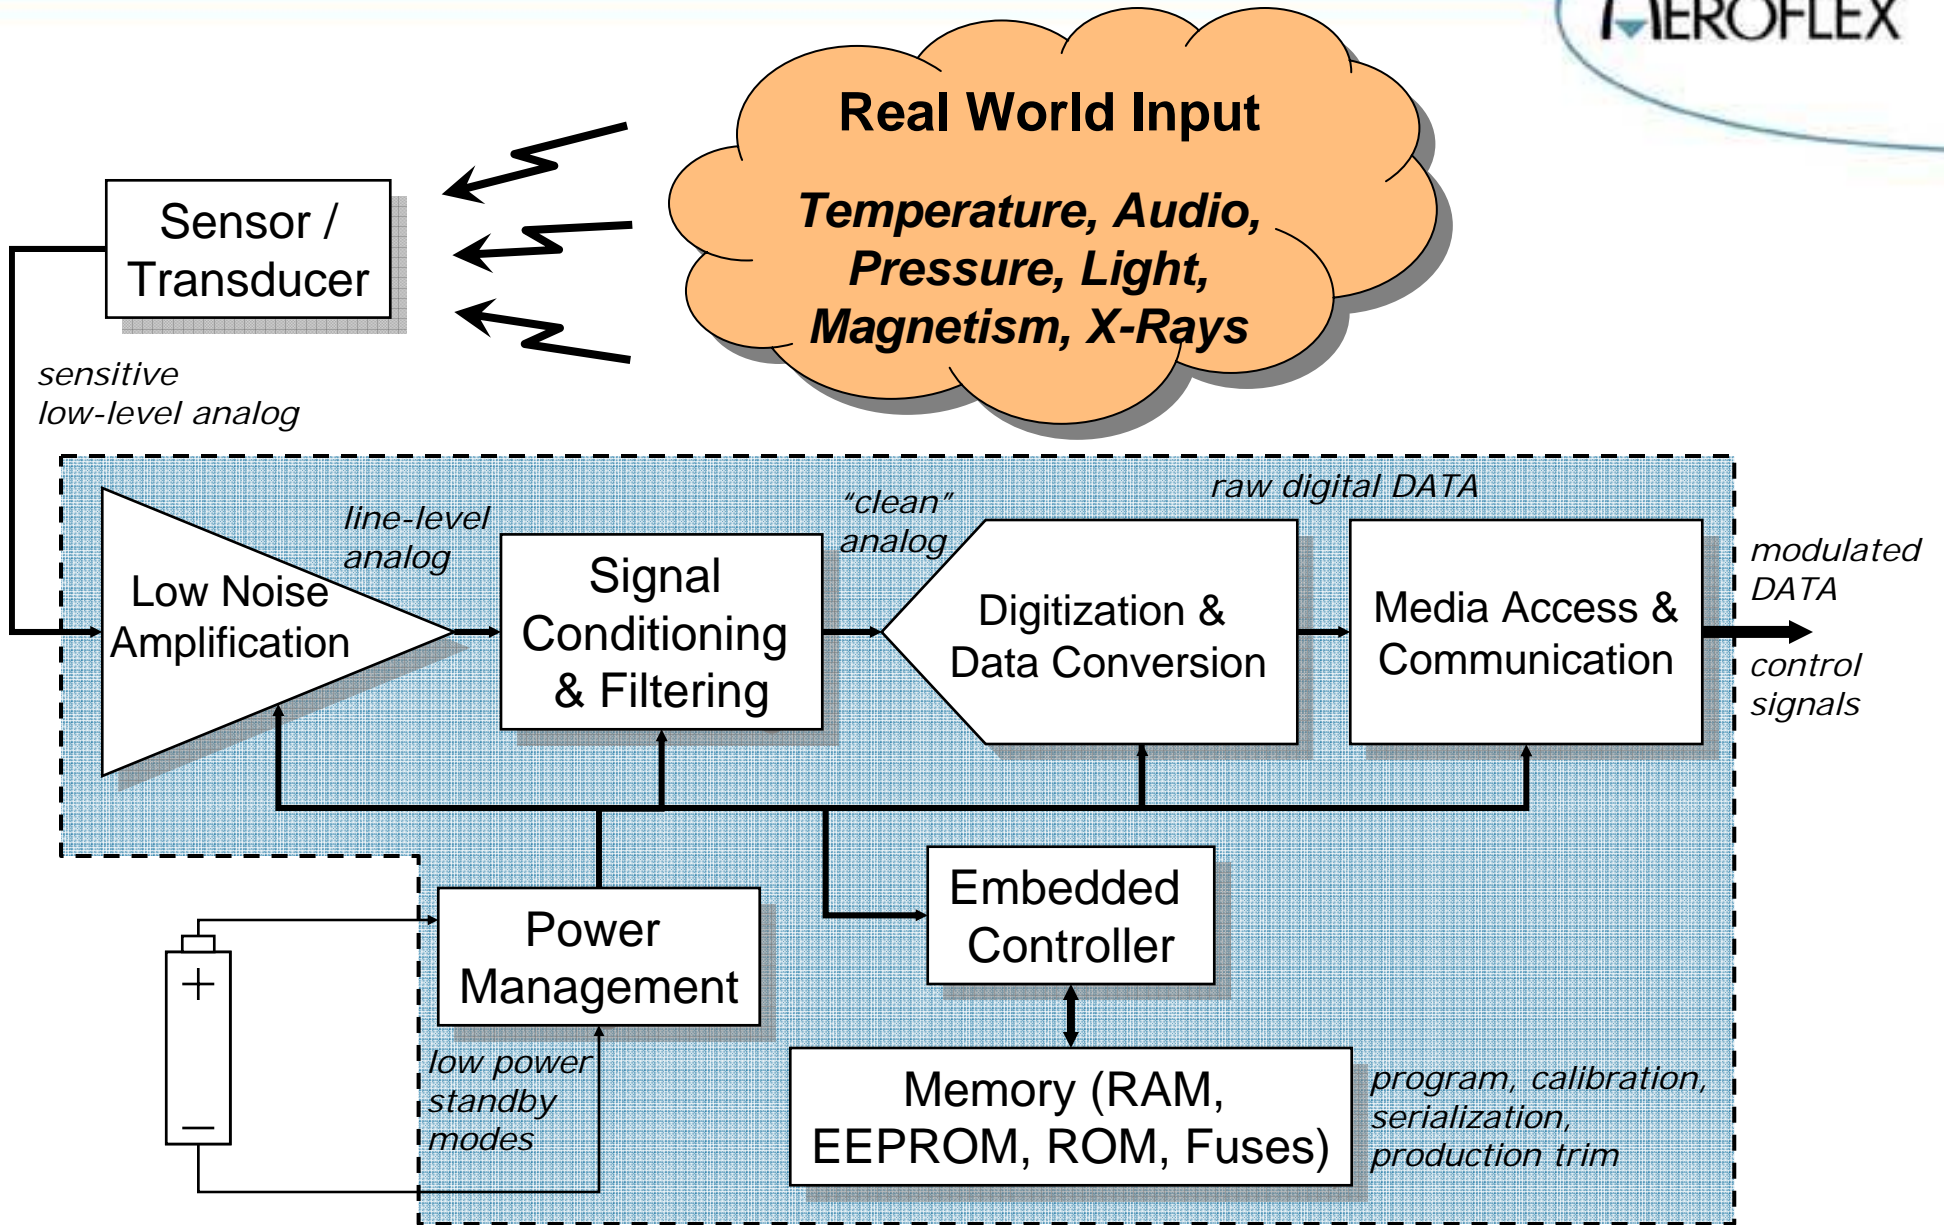 AEROFLEX
Real World Input
Temperature, Audio,
Pressure, Light,
Magnetism, X-Rays
Sensor /
Transducer
sensitive
low-level analog
line-level
analog
"clean"
analog
raw digital DATA
Low Noise
Amplification
Signal
Conditioning
& Filtering
Digitization &
Data Conversion
Media Access &
Communication
modulated
DATA
control
signals
Power
Management
Embedded
Controller
+
−
low power
standby
modes
Memory (RAM,
EEPROM, ROM, Fuses)
program, calibration,
serialization,
production trim